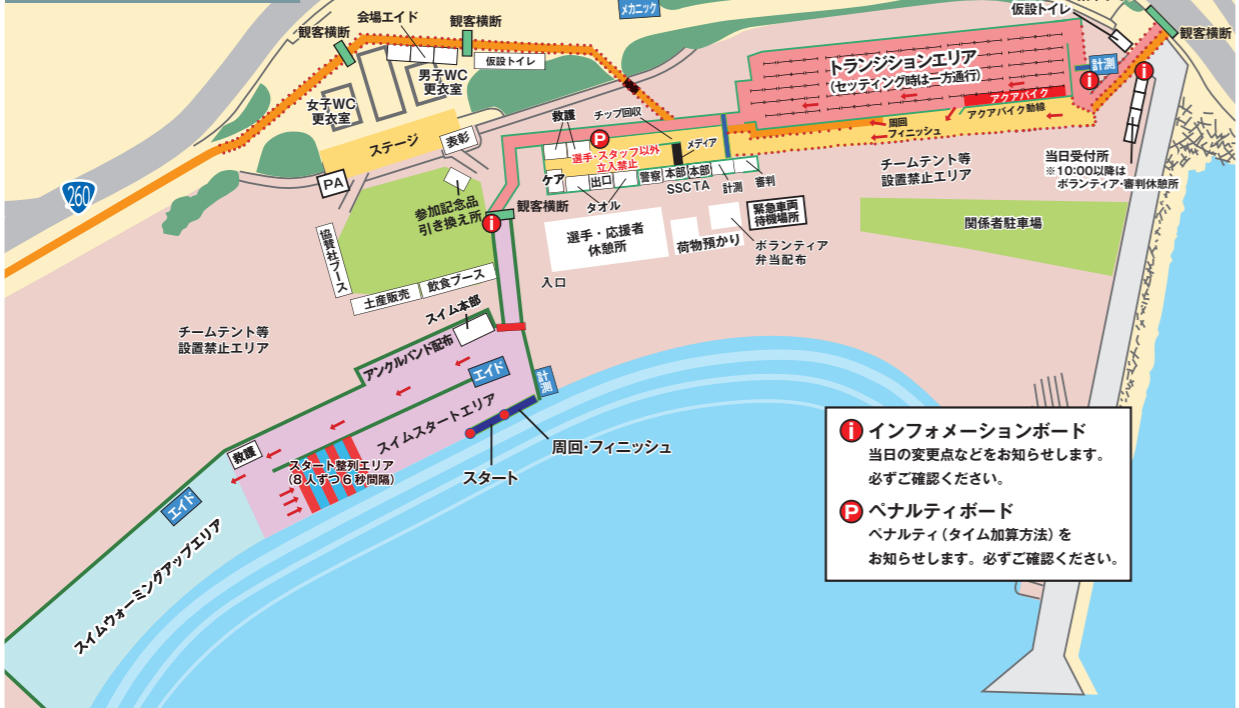 メカニック
仮設トイレ
観客横断
会場エイド
観客横断
観客横断
仮設トイレ
男子WC
更衣室
女子WC
更衣室
ステージ
表彰
PA
260
トランジションエリア
(セッティング時は一方通行)
計測
i
i
アクアバイク
アクアバイク動線
周回
フィニッシュ
救護
P
チップ回収
メディア
選手・スタッフ以外
立入禁止
ケア
出口
タオル
警察
本部
本部
SSC
TA
計測
審判
チームテント等
設置禁止エリア
当日受付所
※10:00以降は
ボランティア・審判休憩所
関係者駐車場
参加記念品
引き換え所
i
観客横断
選手・応援者
休憩所
荷物預かり
緊急車両
待機場所
ボランティア
弁当配布
入口
協賛社ブース
土産販売
飲食ブース
チームテント等
設置禁止エリア
スイム本部
アンクルバンド配布
エイド
計測
スイムスタートエリア
周回・フィニッシュ
スタート
救護
スタート整列エリア
(8人ずつ6秒間隔)
エイド
スイムウォーミングアップエリア
i インフォメーションボード
当日の変更点などをお知らせします。
必ずご確認ください。
P ペナルティボード
ペナルティ(タイム加算方法)を
お知らせします。必ずご確認ください。